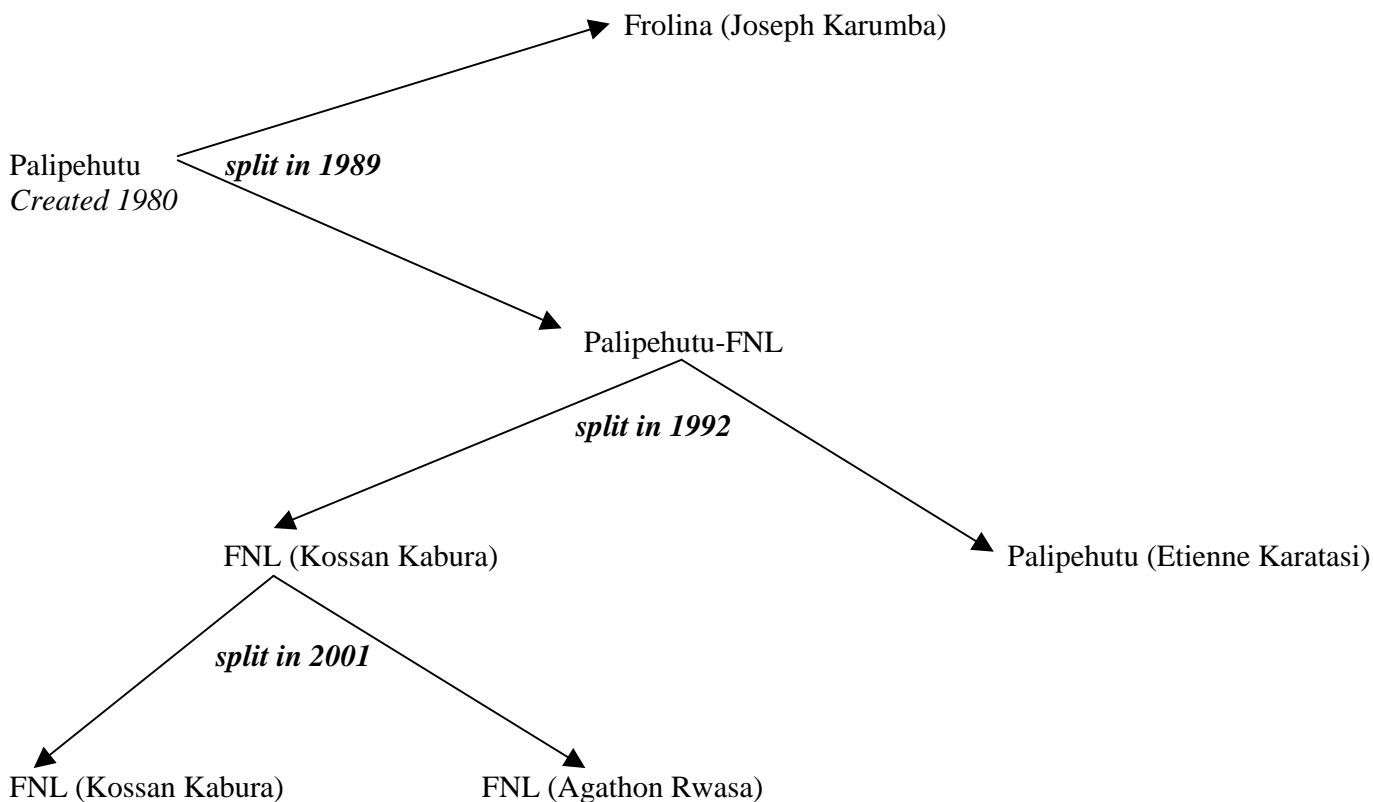 Frolina (Joseph Karumba)
Palipehutu
split in 1989
Created 1980
Palipehutu-FNL
split in 1992
FNL (Kossan Kabura)
Palipehutu (Etienne Karatasi)
split in 2001
FNL (Kossan Kabura)
FNL (Agathon Rwasa)